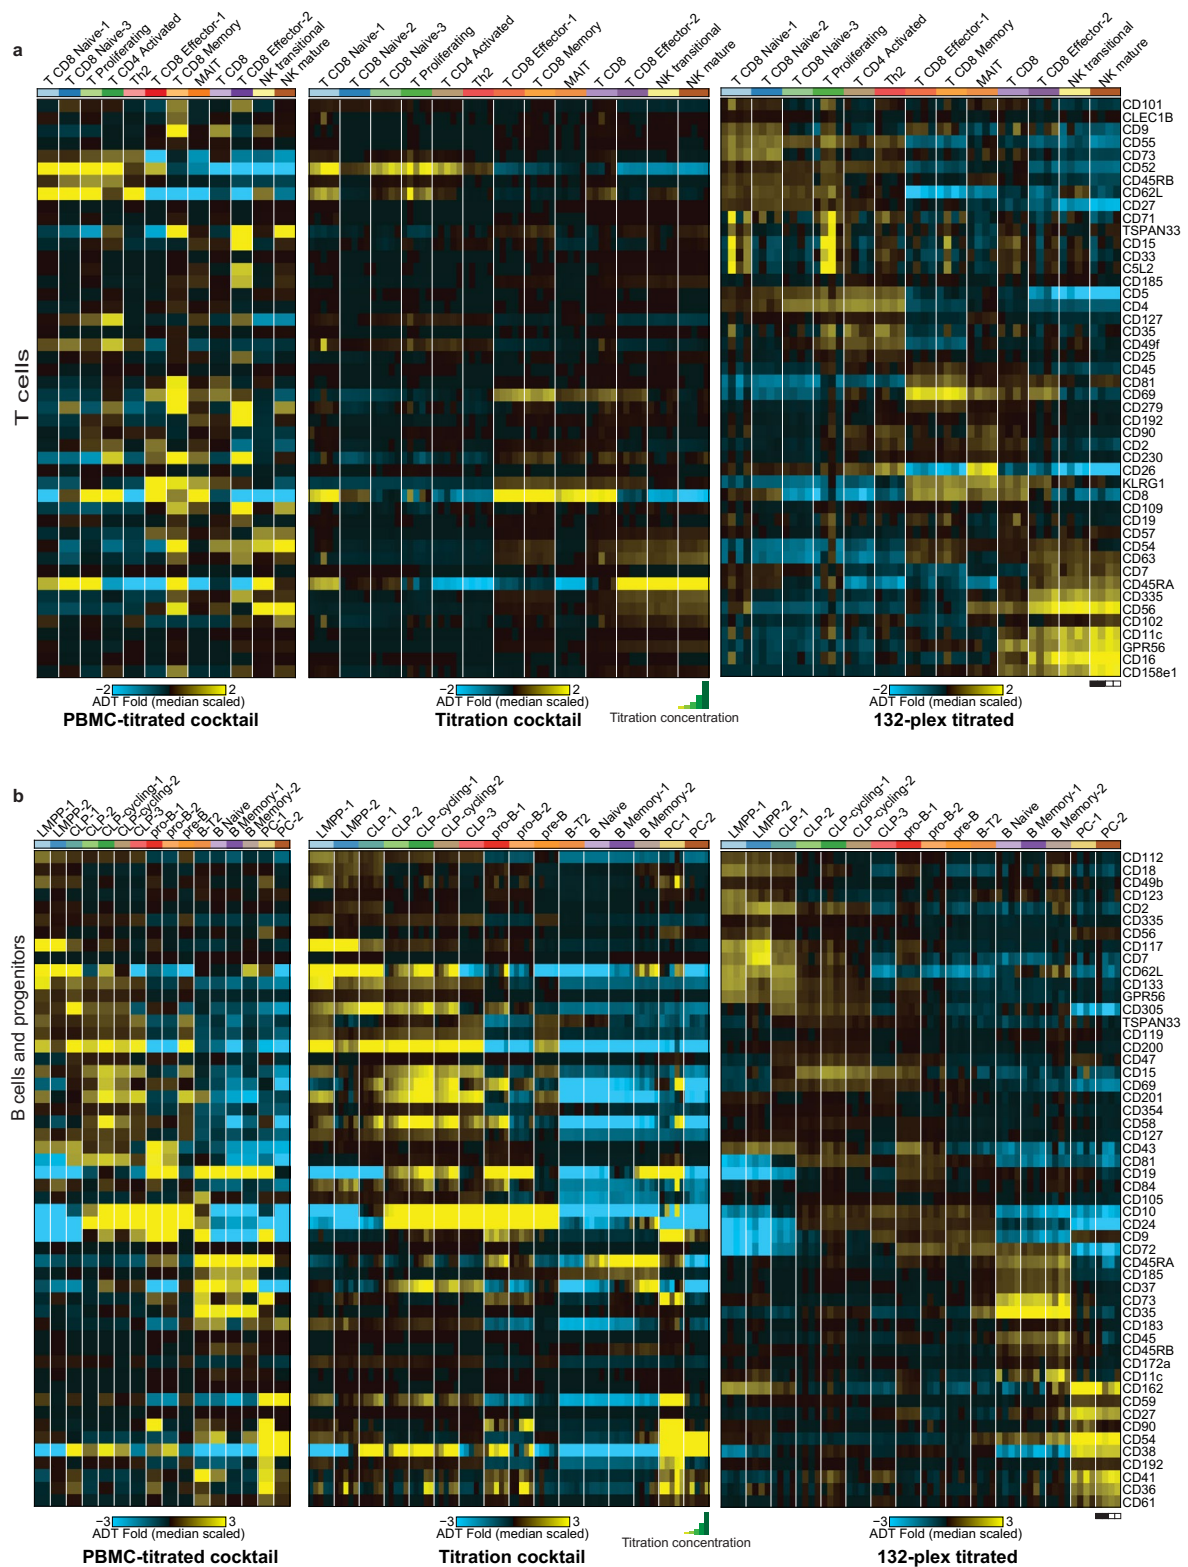 a
T CD8 Naive-1
T CD8 Naive-3
T Proliferating
T CD4 Activated
Th2
T CD8 Effector-1
T CD8 Memory
MAIT
T CD8
T CD8 Effector-2
NK transitional
NK mature
T CD8 Naive-1
T CD8 Naive-2
T CD8 Naive-3
T Proliferating
T CD4 Activated
Th2
T CD8 Effector-1
T CD8 Memory
MAIT
T CD8
T CD8 Effector-2
NK transitional
NK mature
T CD8 Naive-1
T CD8 Naive-2
T CD8 Naive-3
T Proliferating
T CD4 Activated
Th2
T CD8 Effector-1
T CD8 Memory
MAIT
T CD8
T CD8 Effector-2
NK transitional
NK mature
T cells
CD101
CLEC1B
CD9
CD55
CD73
CD52
CD45RB
CD62L
CD27
CD71
TSPAN33
CD15
CD33
C5L2
CD185
CD5
CD4
CD127
CD35
CD49f
CD25
CD45
CD81
CD69
CD279
CD192
CD90
CD2
CD230
CD26
KLRG1
CD8
CD109
CD19
CD57
CD54
CD63
CD7
CD45RA
CD335
CD56
CD102
CD11c
GPR56
CD16
CD158e1
−2 2
ADT Fold (median scaled)
PBMC-titrated cocktail
−2 2
ADT Fold (median scaled)
Titration cocktail
Titration concentration
−2 2
ADT Fold (median scaled)
132-plex titrated
b
LMPP-1
LMPP-2
CLP-1
CLP-2
CLP-cycling-1
CLP-cycling-2
CLP-3
pro-B-1
pro-B-2
pre-B
B-T2
B Naive
B Memory-1
B Memory-2
PC-1
PC-2
LMPP-1
LMPP-2
CLP-1
CLP-2
CLP-cycling-1
CLP-cycling-2
CLP-3
pro-B-1
pro-B-2
pre-B
B-T2
B Naive
B Memory-1
B Memory-2
PC-1
PC-2
LMPP-1
LMPP-2
CLP-1
CLP-2
CLP-cycling-1
CLP-cycling-2
CLP-3
pro-B-1
pro-B-2
pre-B
B-T2
B Naive
B Memory-1
B Memory-2
PC-1
PC-2
B cells and progenitors
CD112
CD18
CD49b
CD123
CD2
CD335
CD56
CD117
CD7
CD62L
CD133
GPR56
CD305
TSPAN33
CD119
CD200
CD47
CD15
CD69
CD201
CD354
CD58
CD127
CD43
CD81
CD19
CD84
CD105
CD10
CD24
CD9
CD72
CD45RA
CD185
CD37
CD73
CD35
CD183
CD45
CD45RB
CD172a
CD11c
CD162
CD59
CD27
CD90
CD54
CD38
CD192
CD41
CD36
CD61
−3 3
ADT Fold (median scaled)
PBMC-titrated cocktail
−3 3
ADT Fold (median scaled)
Titration cocktail
Titration concentration
−3 3
ADT Fold (median scaled)
132-plex titrated